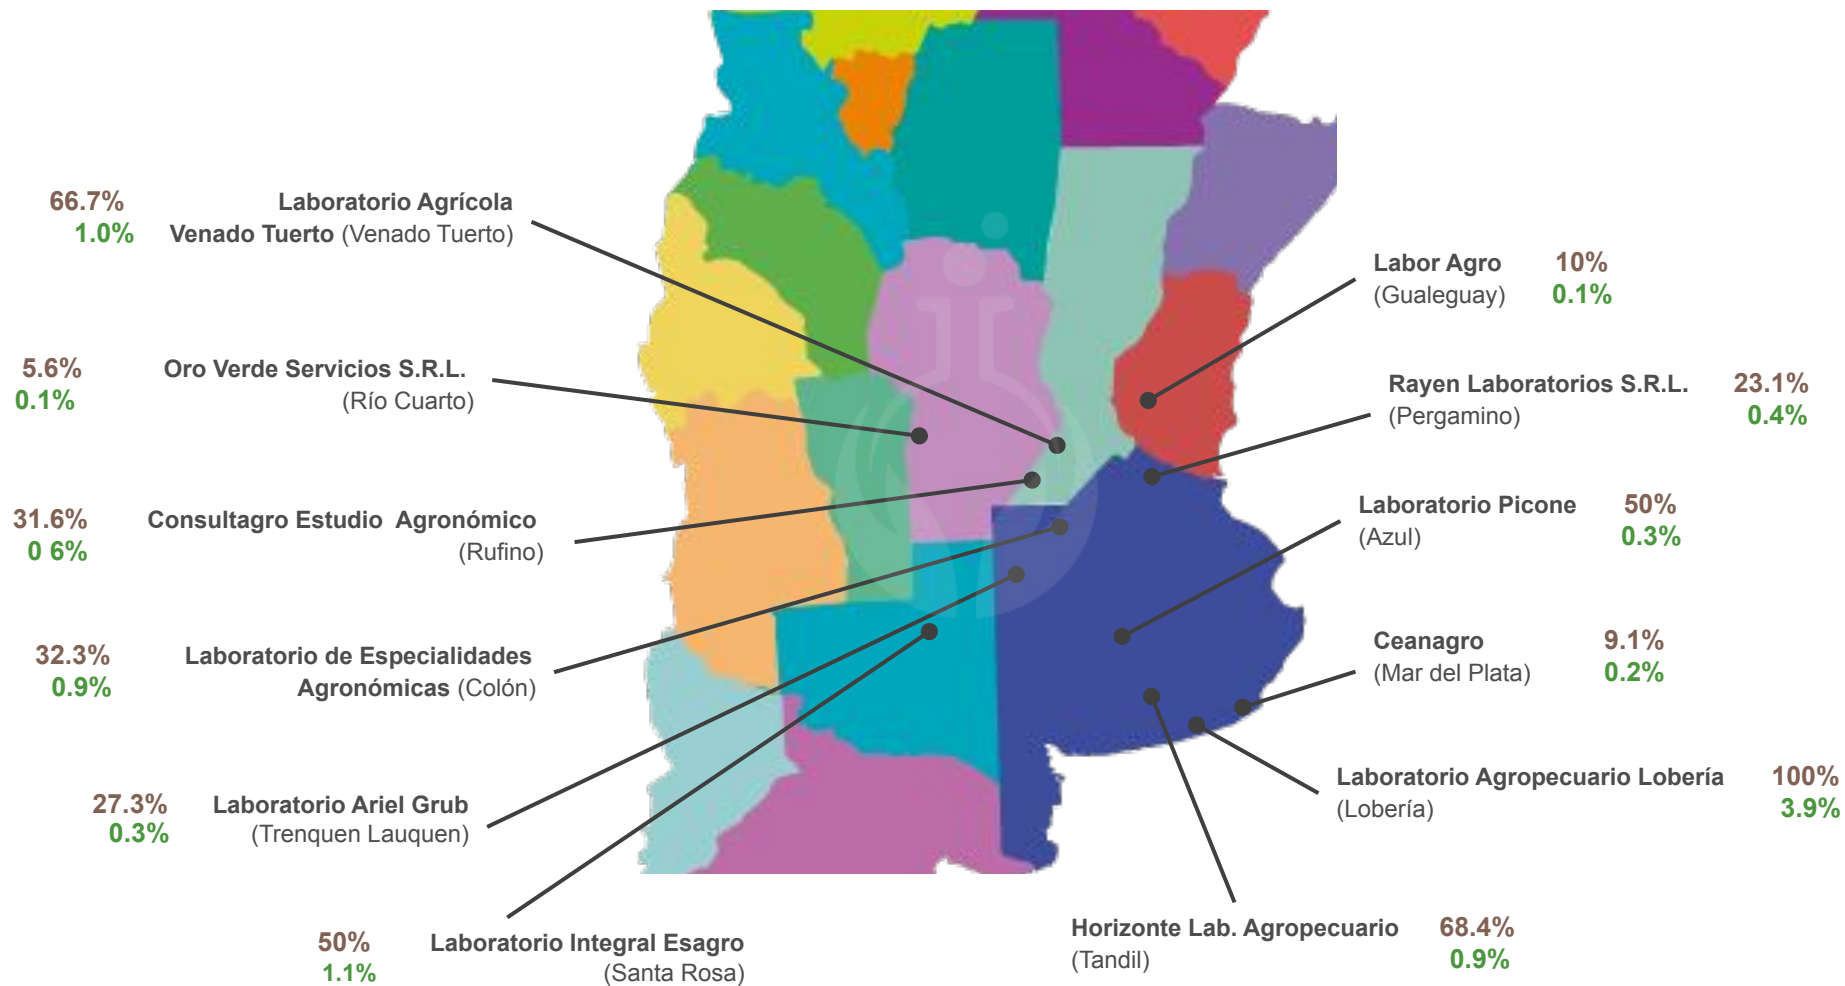 66.7%
1.0%
Laboratorio Agrícola
Venado Tuerto (Venado Tuerto)
5.6%
0.1%
Oro Verde Servicios S.R.L.
(Río Cuarto)
31.6%
0 6%
Consultagro Estudio Agronómico
(Rufino)
32.3%
0.9%
Laboratorio de Especialidades
Agronómicas (Colón)
27.3%
0.3%
Laboratorio Ariel Grub
(Trenquen Lauquen)
50%
1.1%
Laboratorio Integral Esagro
(Santa Rosa)
Labor Agro
(Gualeguay)
10%
0.1%
Rayen Laboratorios S.R.L.
(Pergamino)
23.1%
0.4%
Laboratorio Picone
(Azul)
50%
0.3%
Ceanagro
(Mar del Plata)
9.1%
0.2%
Laboratorio Agropecuario Lobería
(Lobería)
100%
3.9%
Horizonte Lab. Agropecuario
(Tandil)
68.4%
0.9%